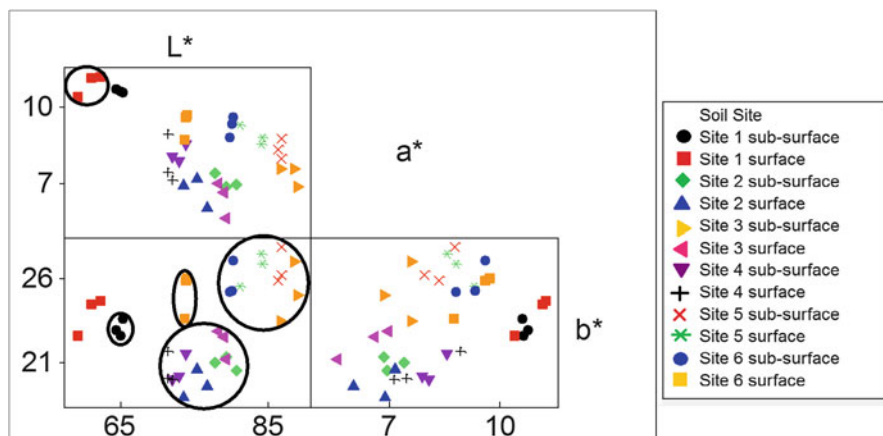 L*
10
7
a*
26
21
b*
65
85
7
10
Soil Site
Site 1 sub-surface
Site 1 surface
Site 2 sub-surface
Site 2 surface
Site 3 sub-surface
Site 3 surface
Site 4 sub-surface
Site 4 surface
Site 5 sub-surface
Site 5 surface
Site 6 sub-surface
Site 6 surface